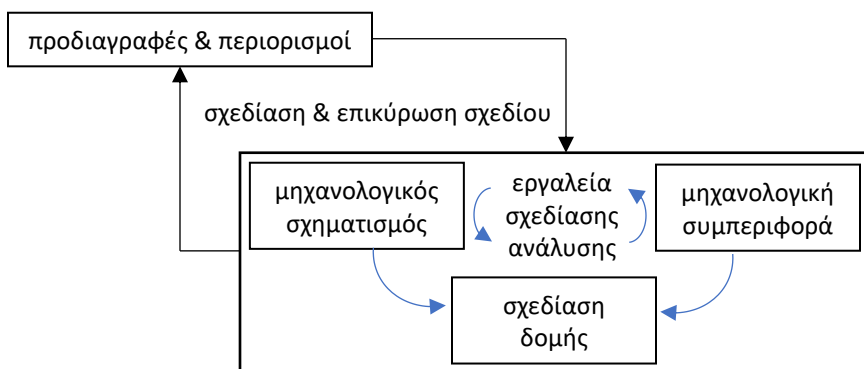 προδιαγραφές & περιορισμοί
σχεδίαση & επικύρωση σχεδίου
μηχανολογικός
σχηματισμός
εργαλεία
σχεδίασης
ανάλυσης
μηχανολογική
συμπεριφορά
σχεδίαση
δομής